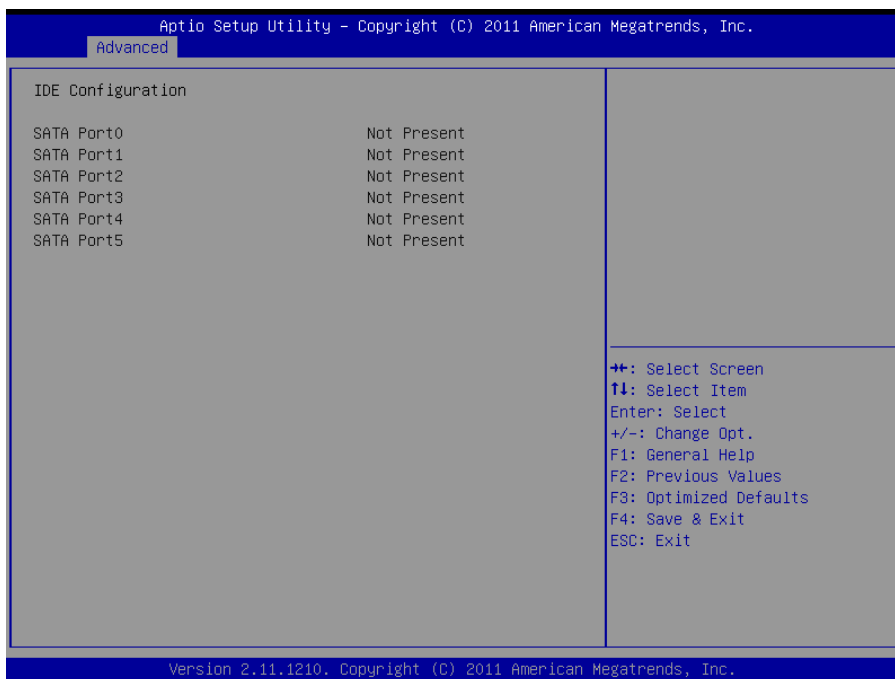 Aptio Setup Utility – Copyright (C) 2011 American Megatrends, Inc.
Advanced
IDE Configuration
SATA Port0 Not Present
SATA Port1 Not Present
SATA Port2 Not Present
SATA Port3 Not Present
SATA Port4 Not Present
SATA Port5 Not Present
→←: Select Screen
↑↓: Select Item
Enter: Select
+/-: Change Opt.
F1: General Help
F2: Previous Values
F3: Optimized Defaults
F4: Save & Exit
ESC: Exit
Version 2.11.1210. Copyright (C) 2011 American Megatrends, Inc.